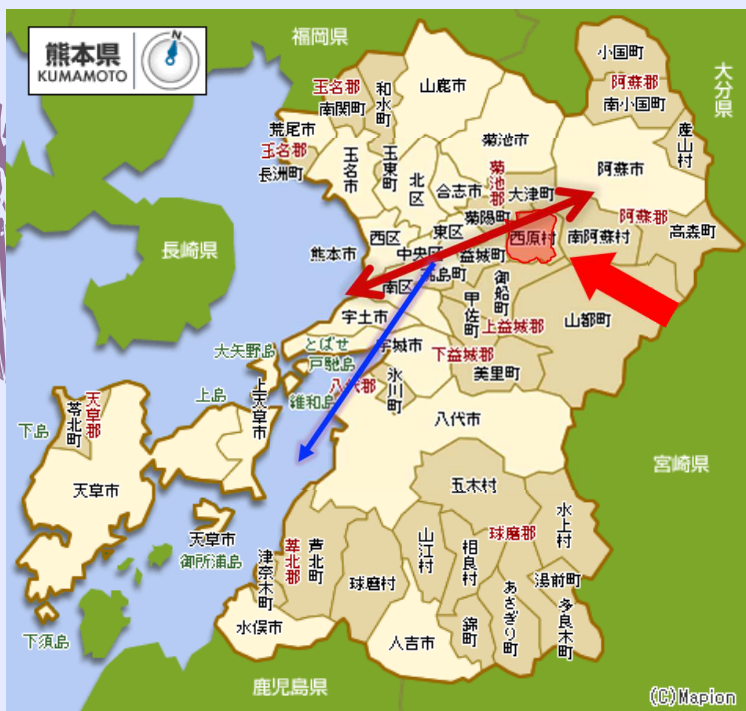 熊本県
KUMAMOTO
福岡県
小国町
阿蘇郡
南小国町
大分県
産山村
山鹿市
玉名郡
南関町
和水町
荒尾市
玉名郡
長洲町
玉名市
玉東町
菊池市
北区
合志市
菊池郡
大津町
阿蘇市
菊陽町
西区
東区
阿蘇郡
高森町
西原村
南阿蘇村
長崎県
熊本市
中央区
益城町
南区
御船町
甲佐町
上益城郡
山都町
宇土市
宇城市
とばせ
戸馳島
大矢野島
下益城郡
美里町
八代郡
氷川町
維和島
上島
上天草市
天草郡
苓北町
下島
八代市
天草市
宮崎県
五木村
水上村
天草市
御所浦島
津奈木町
芦北町
球磨村
山江村
相良村
球磨郡
湯前町
あさぎり町
多良木町
錦町
水俣市
人吉市
下須島
鹿児島県
(C)Mapion